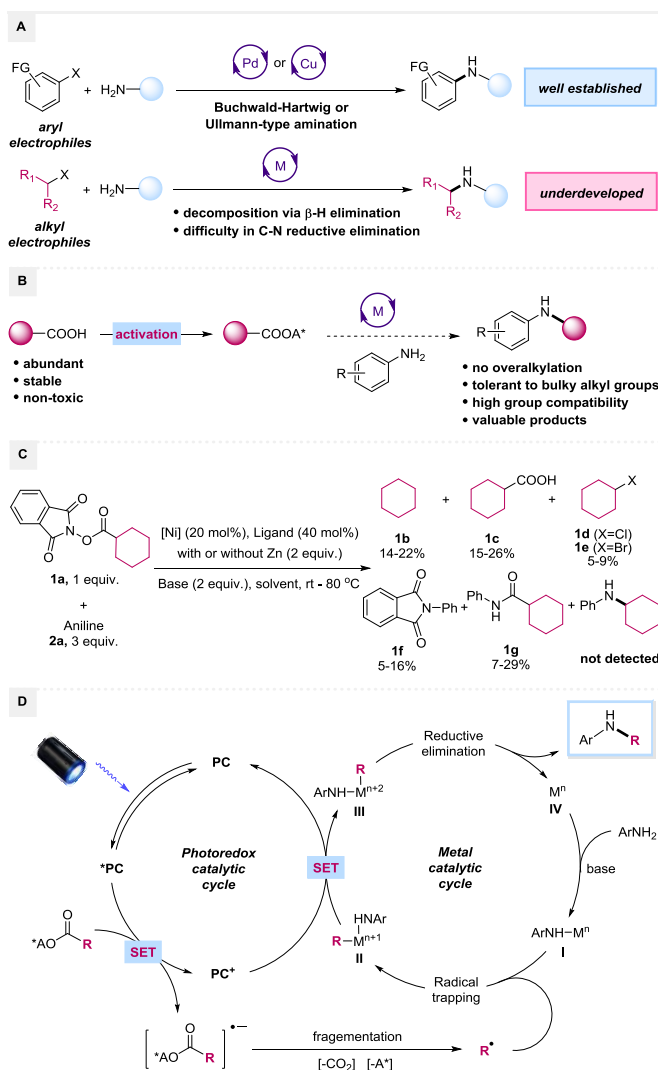 A
FG
X
+
H2N
aryl
electrophiles
Pd
or
Cu
Buchwald-Hartwig or
Ullmann-type amination
FG
H
N
well established
R1
X
R2
+
H2N
alkyl
electrophiles
M
• decomposition via β-H elimination
• difficulty in C-N reductive elimination
H
N
R1
R2
underdeveloped
B
COOH
activation
COOA*
• abundant
• stable
• non-toxic
M
NH2
R
H
N
R
• no overalkylation
• tolerant to bulky alkyl groups
• high group compatibility
• valuable products
C
O
O
N
O
O
1a, 1 equiv.
+
Aniline
2a, 3 equiv.
[Ni] (20 mol%), Ligand (40 mol%)
with or without Zn (2 equiv.)
Base (2 equiv.), solvent, rt - 80 °C
+
COOH
+
X
1b
14-22%
1c
15-26%
1d (X=Cl)
1e (X=Br)
5-9%
O
N-Ph
O
+
O
Ph
N
H
+
H
Ph
N
1f
5-16%
1g
7-29%
not detected
D
PC
*PC
Photoredox
catalytic
cycle
O
*AO
R
SET
PC+
SET
R
ArNH-Mn+2
III
Reductive
elimination
H
Ar
N
R
Mn
IV
ArNH2
base
Metal
catalytic
cycle
HNAr
R-Mn+1
II
ArNH-Mn
I
Radical
trapping
O
*AO
R
•—
fragementation
[-CO2] [-A*]
R•